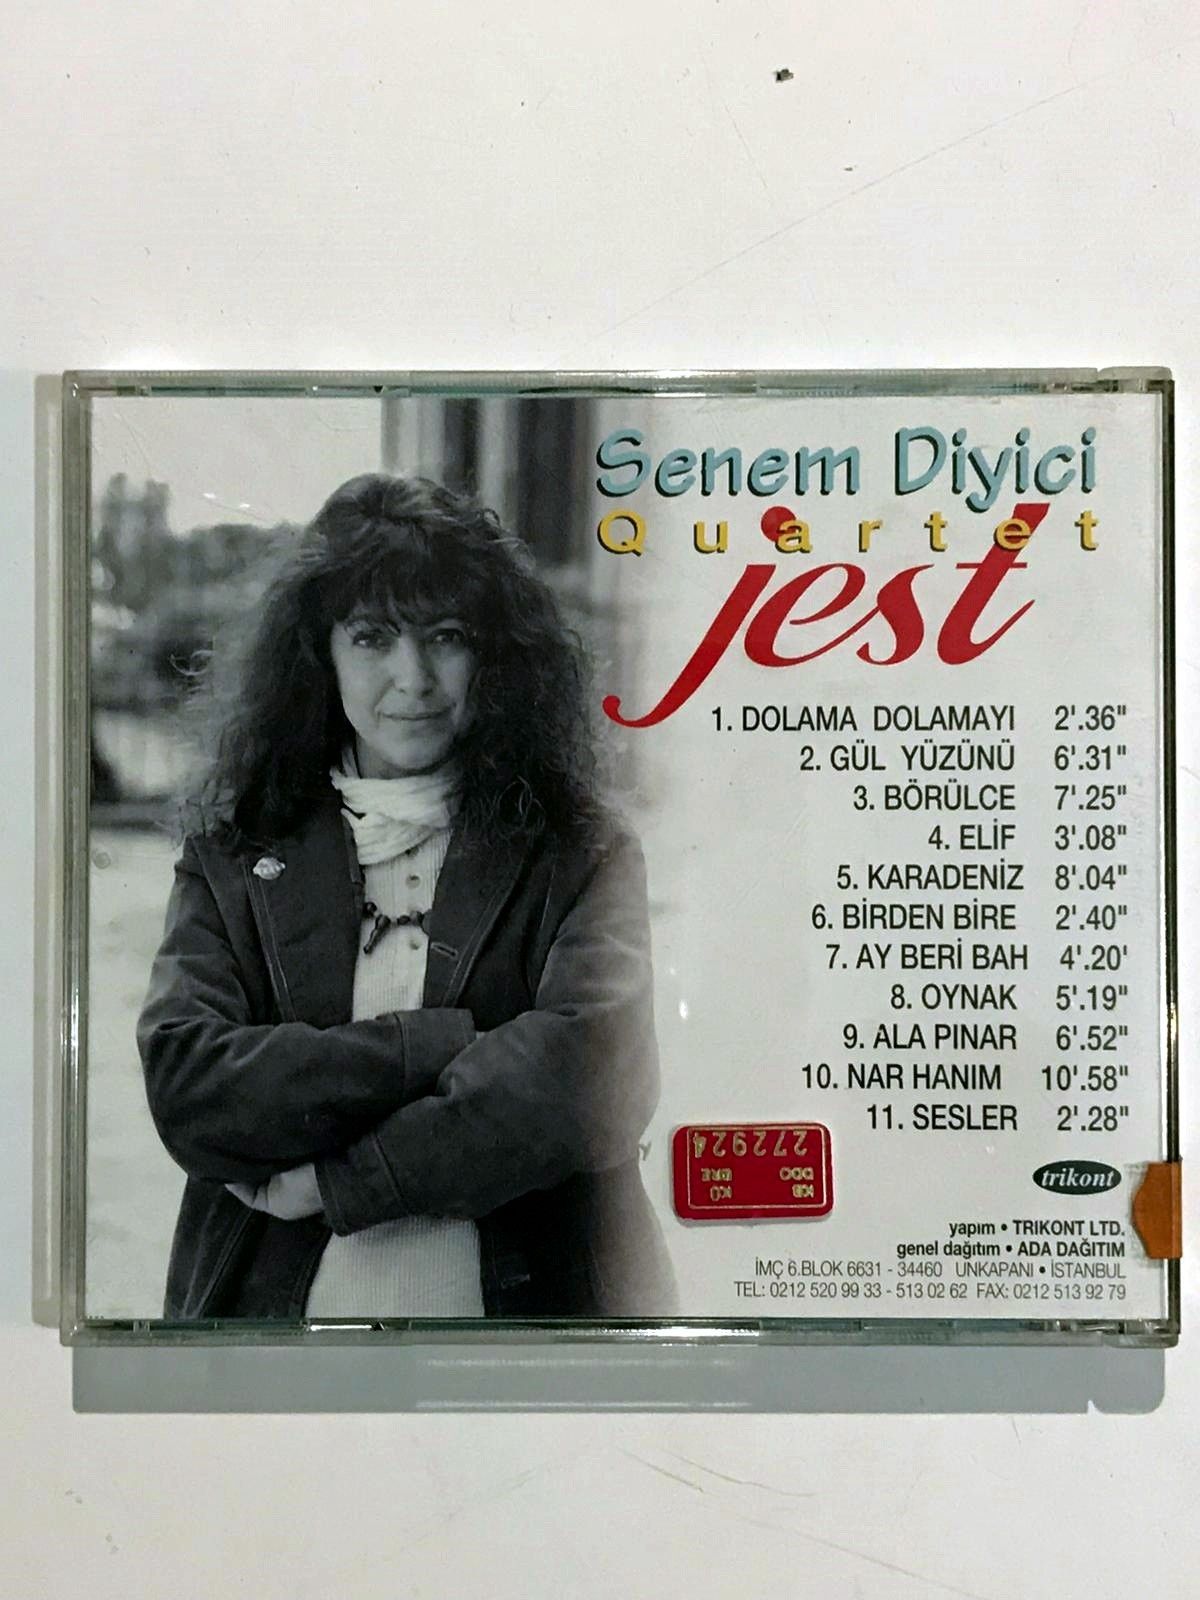 Senem Diyici
Quartet
jest
1. DOLAMA DOLAMAYI 2'.36"
2. GÜL YÜZÜNÜ 6'.31"
3. BÖRÜLCE 7'.25"
4. ELİF 3'.08"
5. KARADENİZ 8'.04"
6. BİRDEN BİRE 2'.40"
7. AY BERİ BAH 4'.20'
8. OYNAK 5'.19"
9. ALA PINAR 6'.52"
10. NAR HANIM 10'.58"
11. SESLER 2'.28"
272924
trikont
yapım • TRIKONT LTD.
genel dağıtım • ADA DAĞITIM
İMÇ 6.BLOK 6631 - 34460 UNKAPANI • İSTANBUL
TEL: 0212 520 99 33 - 513 02 62 FAX: 0212 513 92 79